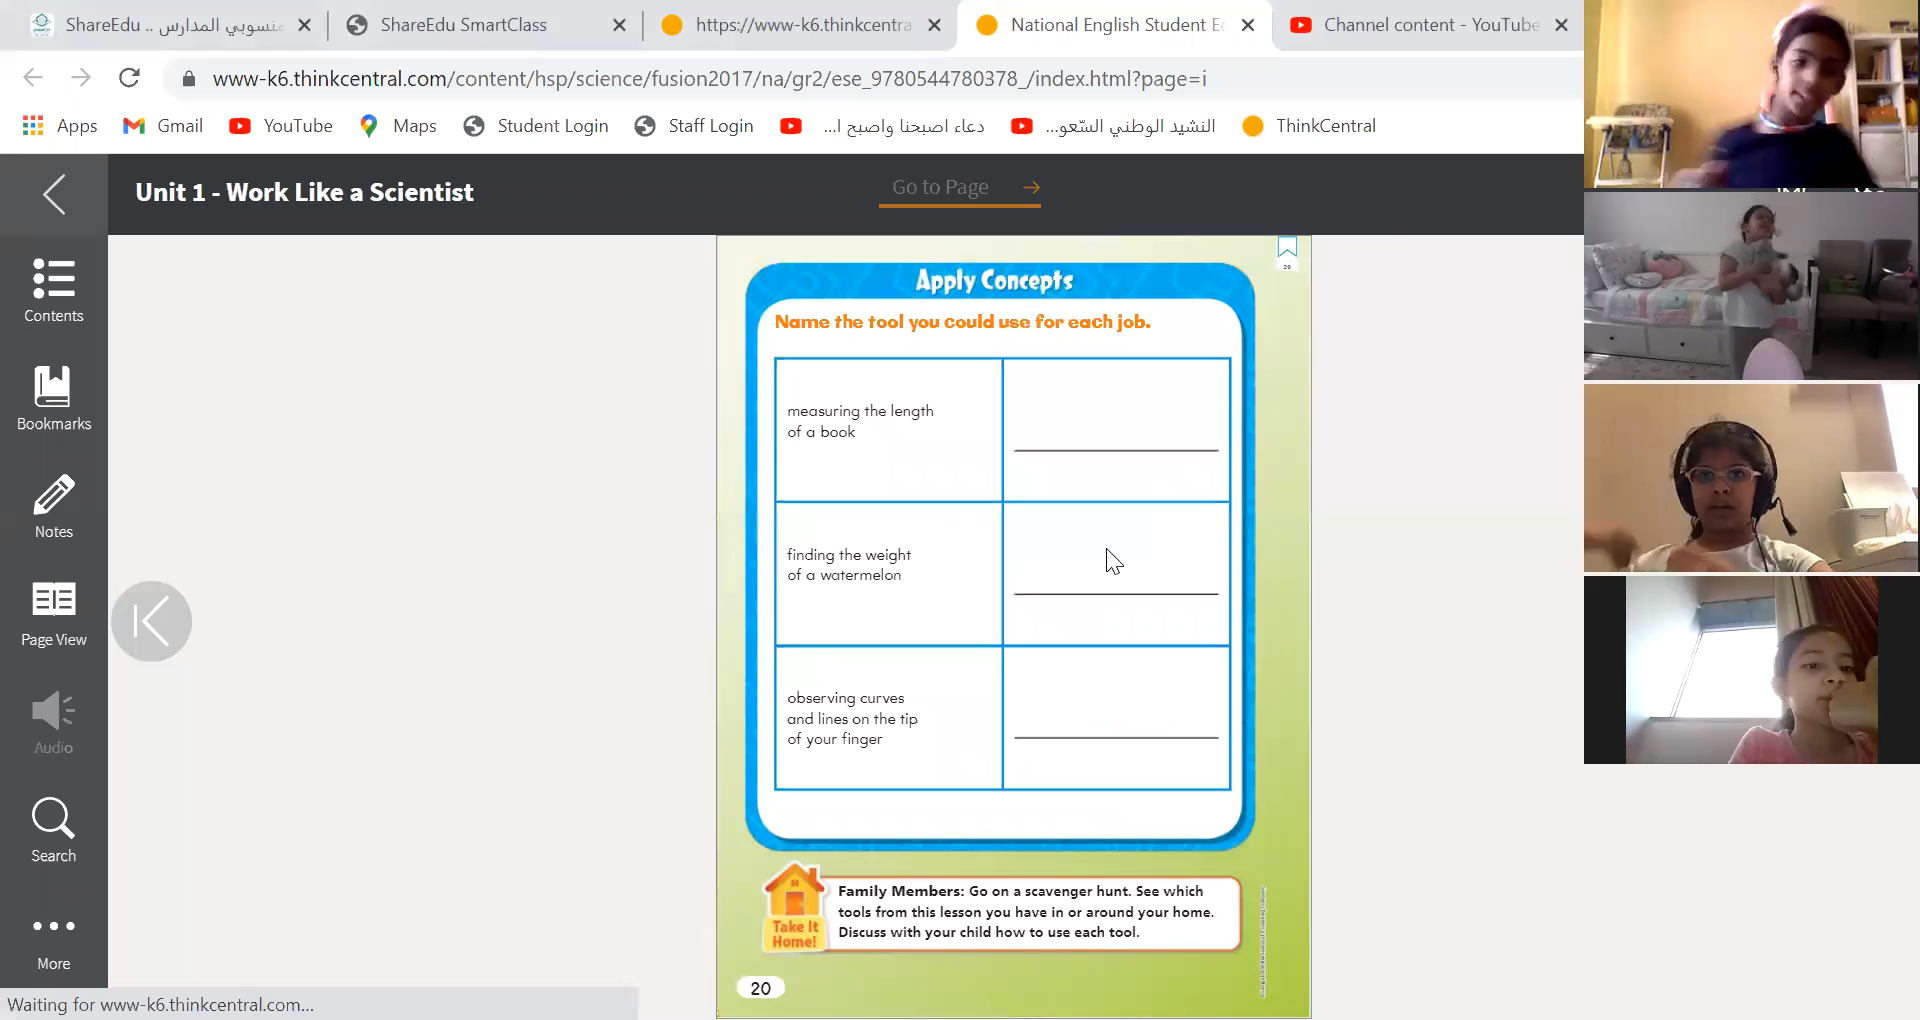 ShareEdu .. منسوبي المدارس
ShareEdu SmartClass
https://www-k6.thinkcentra
National English Student Ec
Channel content - YouTube
www-k6.thinkcentral.com/content/hsp/science/fusion2017/na/gr2/ese_9780544780378_/index.html?page=i
Apps
Gmail
YouTube
Maps
Student Login
Staff Login
دعاء اصبحنا واصبح ا...
النشيد الوطني السّعو...
ThinkCentral
Unit 1 - Work Like a Scientist
Go to Page
Contents
Bookmarks
Notes
Page View
Audio
Search
More
20
Apply Concepts
Name the tool you could use for each job.
measuring the length
of a book
finding the weight
of a watermelon
observing curves
and lines on the tip
of your finger
Take It
Home!
Family Members: Go on a scavenger hunt. See which
tools from this lesson you have in or around your home.
Discuss with your child how to use each tool.
20
Waiting for www-k6.thinkcentral.com...